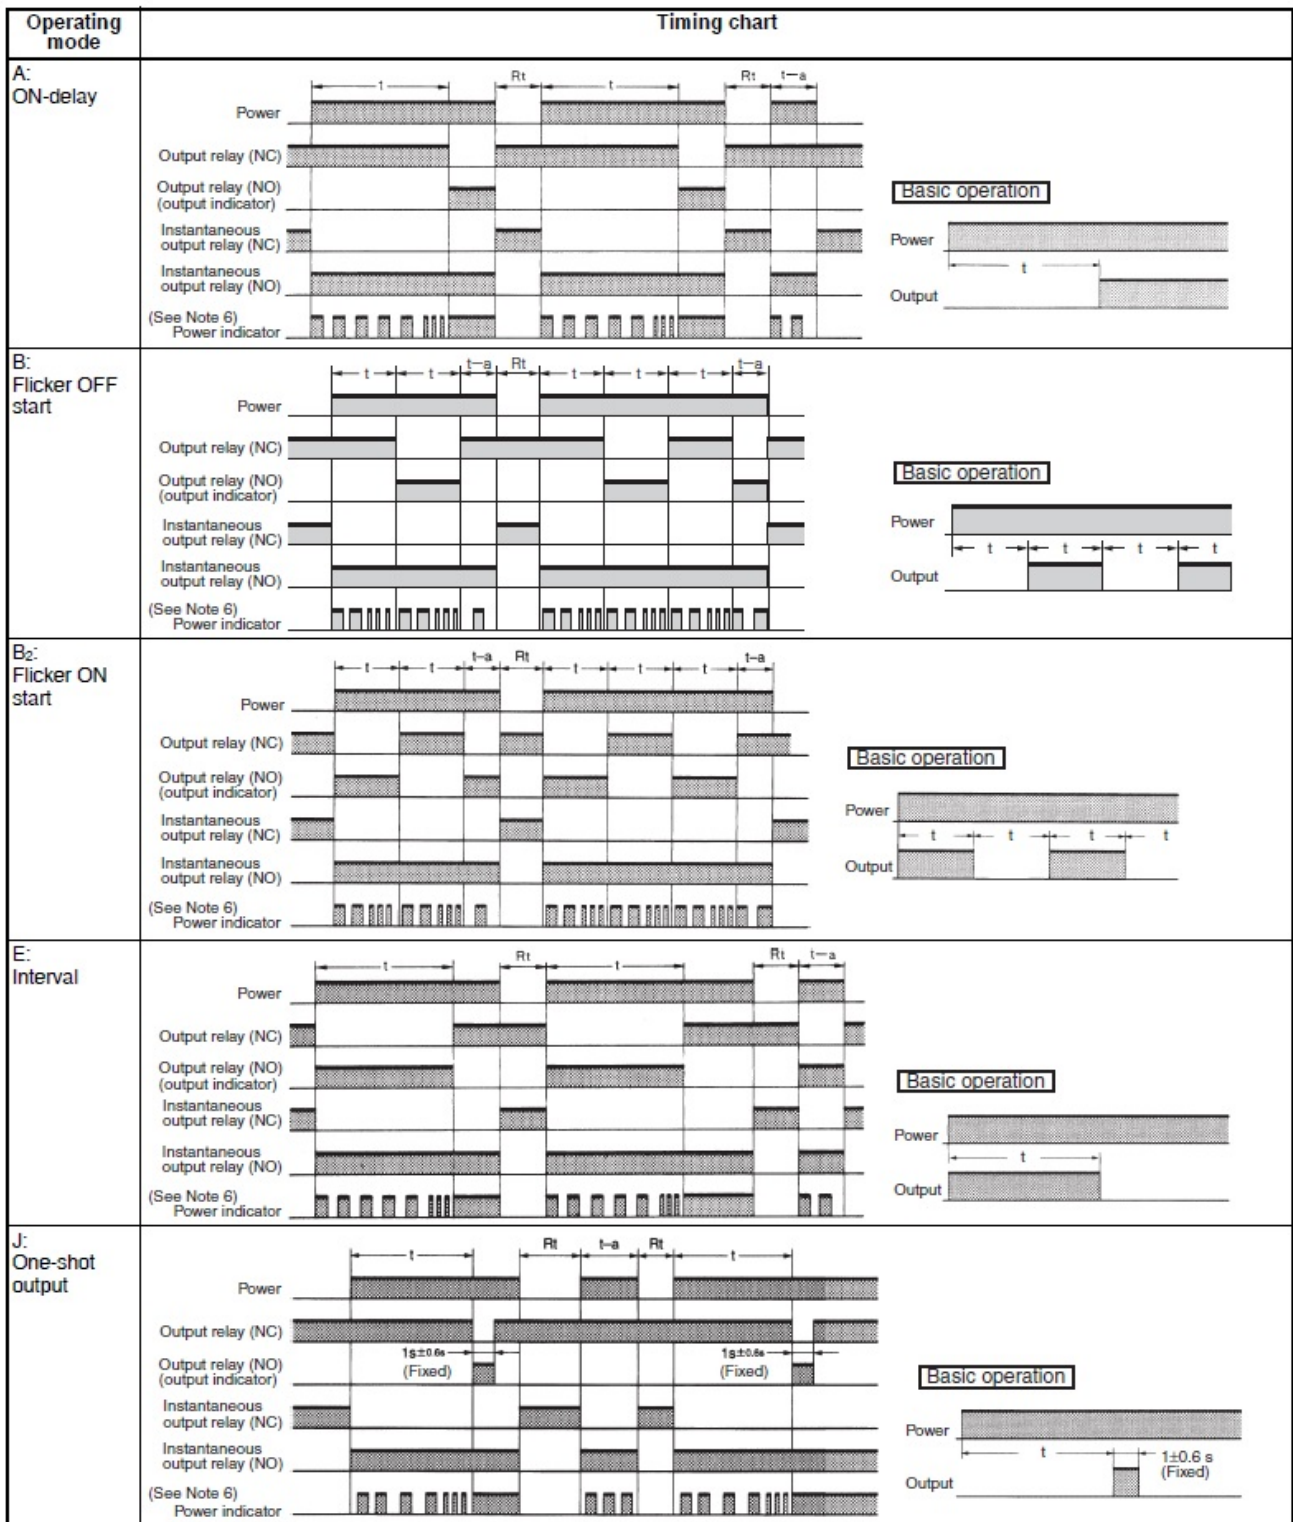 Operating mode
Timing chart
A:
ON-delay
t
Rt
t
Rt
t–a
Power
Output relay (NC)
Output relay (NO)
(output indicator)
Instantaneous
output relay (NC)
Instantaneous
output relay (NO)
(See Note 6)
Power indicator
Basic operation
Power
t
Output
B:
Flicker OFF
start
t
t
t–a
Rt
t
t
t
t–a
Power
Output relay (NC)
Output relay (NO)
(output indicator)
Instantaneous
output relay (NC)
Instantaneous
output relay (NO)
(See Note 6)
Power indicator
Basic operation
Power
t
t
t
t
Output
B2:
Flicker ON
start
t
t
t–a
Rt
t
t
t
t–a
Power
Output relay (NC)
Output relay (NO)
(output indicator)
Instantaneous
output relay (NC)
Instantaneous
output relay (NO)
(See Note 6)
Power indicator
Basic operation
Power
t
t
t
t
Output
E:
Interval
t
Rt
t
Rt
t–a
Power
Output relay (NC)
Output relay (NO)
(output indicator)
Instantaneous
output relay (NC)
Instantaneous
output relay (NO)
(See Note 6)
Power indicator
Basic operation
Power
t
Output
J:
One-shot
output
t
Rt
t–a
Rt
t
Power
Output relay (NC)
1s±0.6s
(Fixed)
1s±0.6s
(Fixed)
Output relay (NO)
(output indicator)
Instantaneous
output relay (NC)
Instantaneous
output relay (NO)
(See Note 6)
Power indicator
Basic operation
Power
t
1±0.6 s
(Fixed)
Output